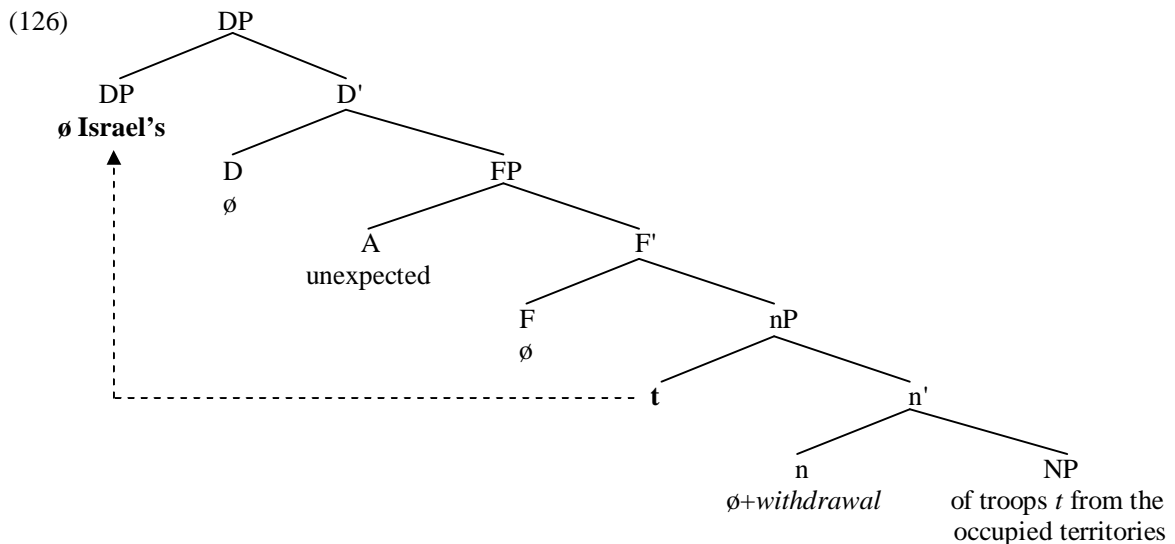 (126) DP
DP D'
ø Israel's
D FP
ø
A F'
unexpected
F nP
ø
t n'
n NP
ø+withdrawal of troops t from the
occupied territories